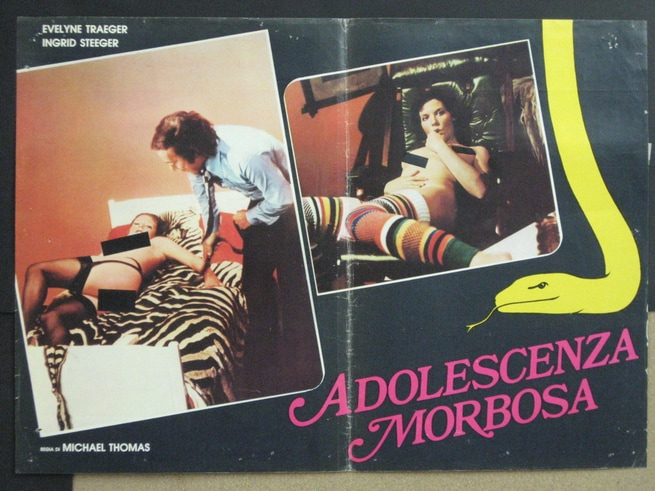 EVELYNE TRAEGER
INGRID STEEGER
ADOLESCENZA
MORBOSA
REGIA DI MICHAEL THOMAS